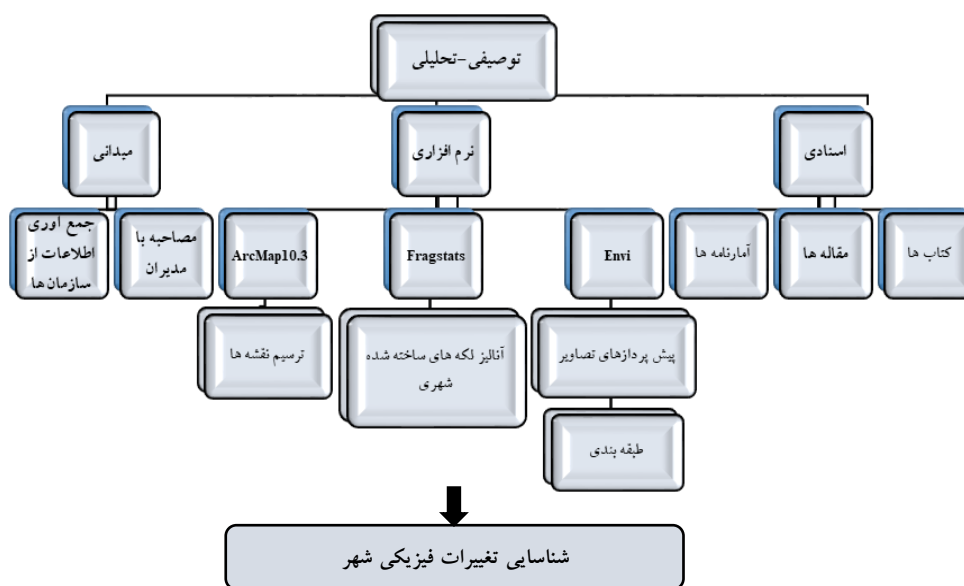 توصیفی-تحلیلی
اسنادی
نرم افزاری
میدانی
کتاب ها
مقاله ها
آمارنامه ها
Envi
Fragstats
ArcMap10.3
مصاحبه با
مدیران
جمع آوری
اطلاعات از
سازمان‌ها
پیش پردازهای تصاویر
آنالیز لکه های ساخته شده
شهری
ترسیم نقشه ها
طبقه بندی
شناسایی تغییرات فیزیکی شهر